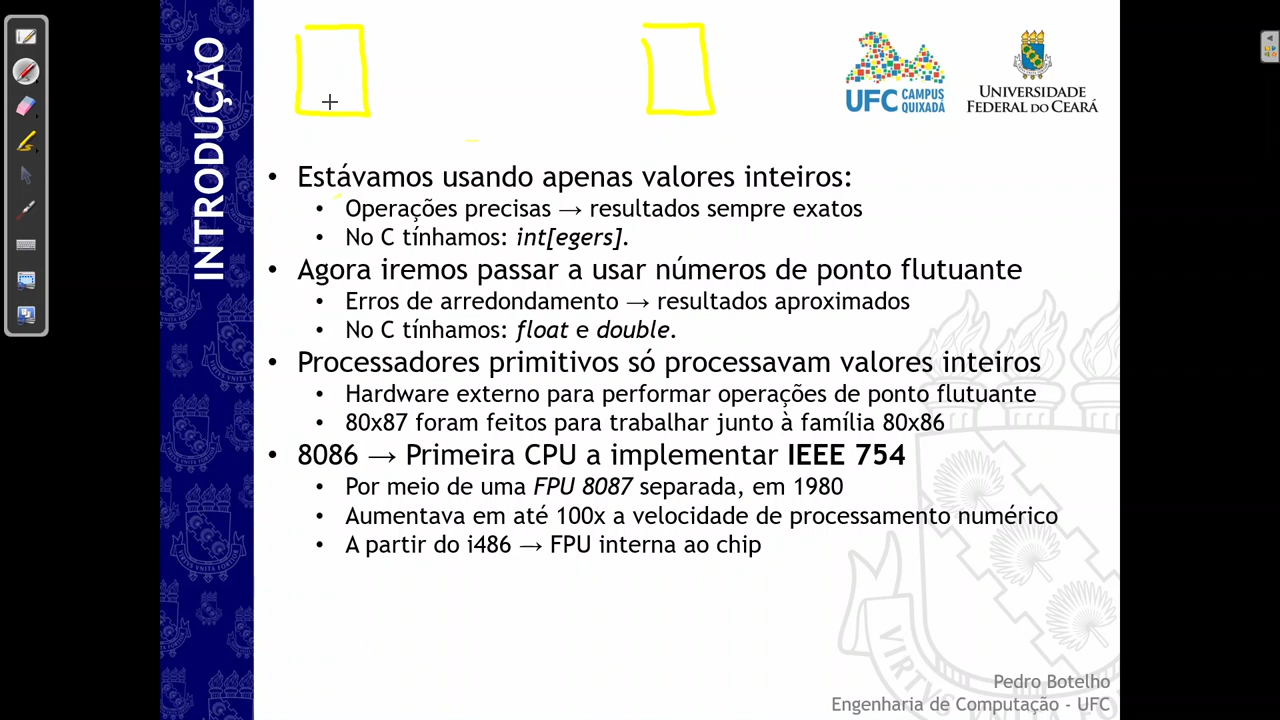 INTRODUÇÃO
UFC CAMPUS QUIXADÁ
UNIVERSIDADE
FEDERAL DO CEARÁ
• Estávamos usando apenas valores inteiros:
• Operações precisas → resultados sempre exatos
• No C tínhamos: int[egers].
• Agora iremos passar a usar números de ponto flutuante
• Erros de arredondamento → resultados aproximados
• No C tínhamos: float e double.
• Processadores primitivos só processavam valores inteiros
• Hardware externo para performar operações de ponto flutuante
• 80x87 foram feitos para trabalhar junto à família 80x86
• 8086 → Primeira CPU a implementar IEEE 754
• Por meio de uma FPU 8087 separada, em 1980
• Aumentava em até 100x a velocidade de processamento numérico
• A partir do i486 → FPU interna ao chip
Pedro Botelho
Engenharia de Computação - UFC